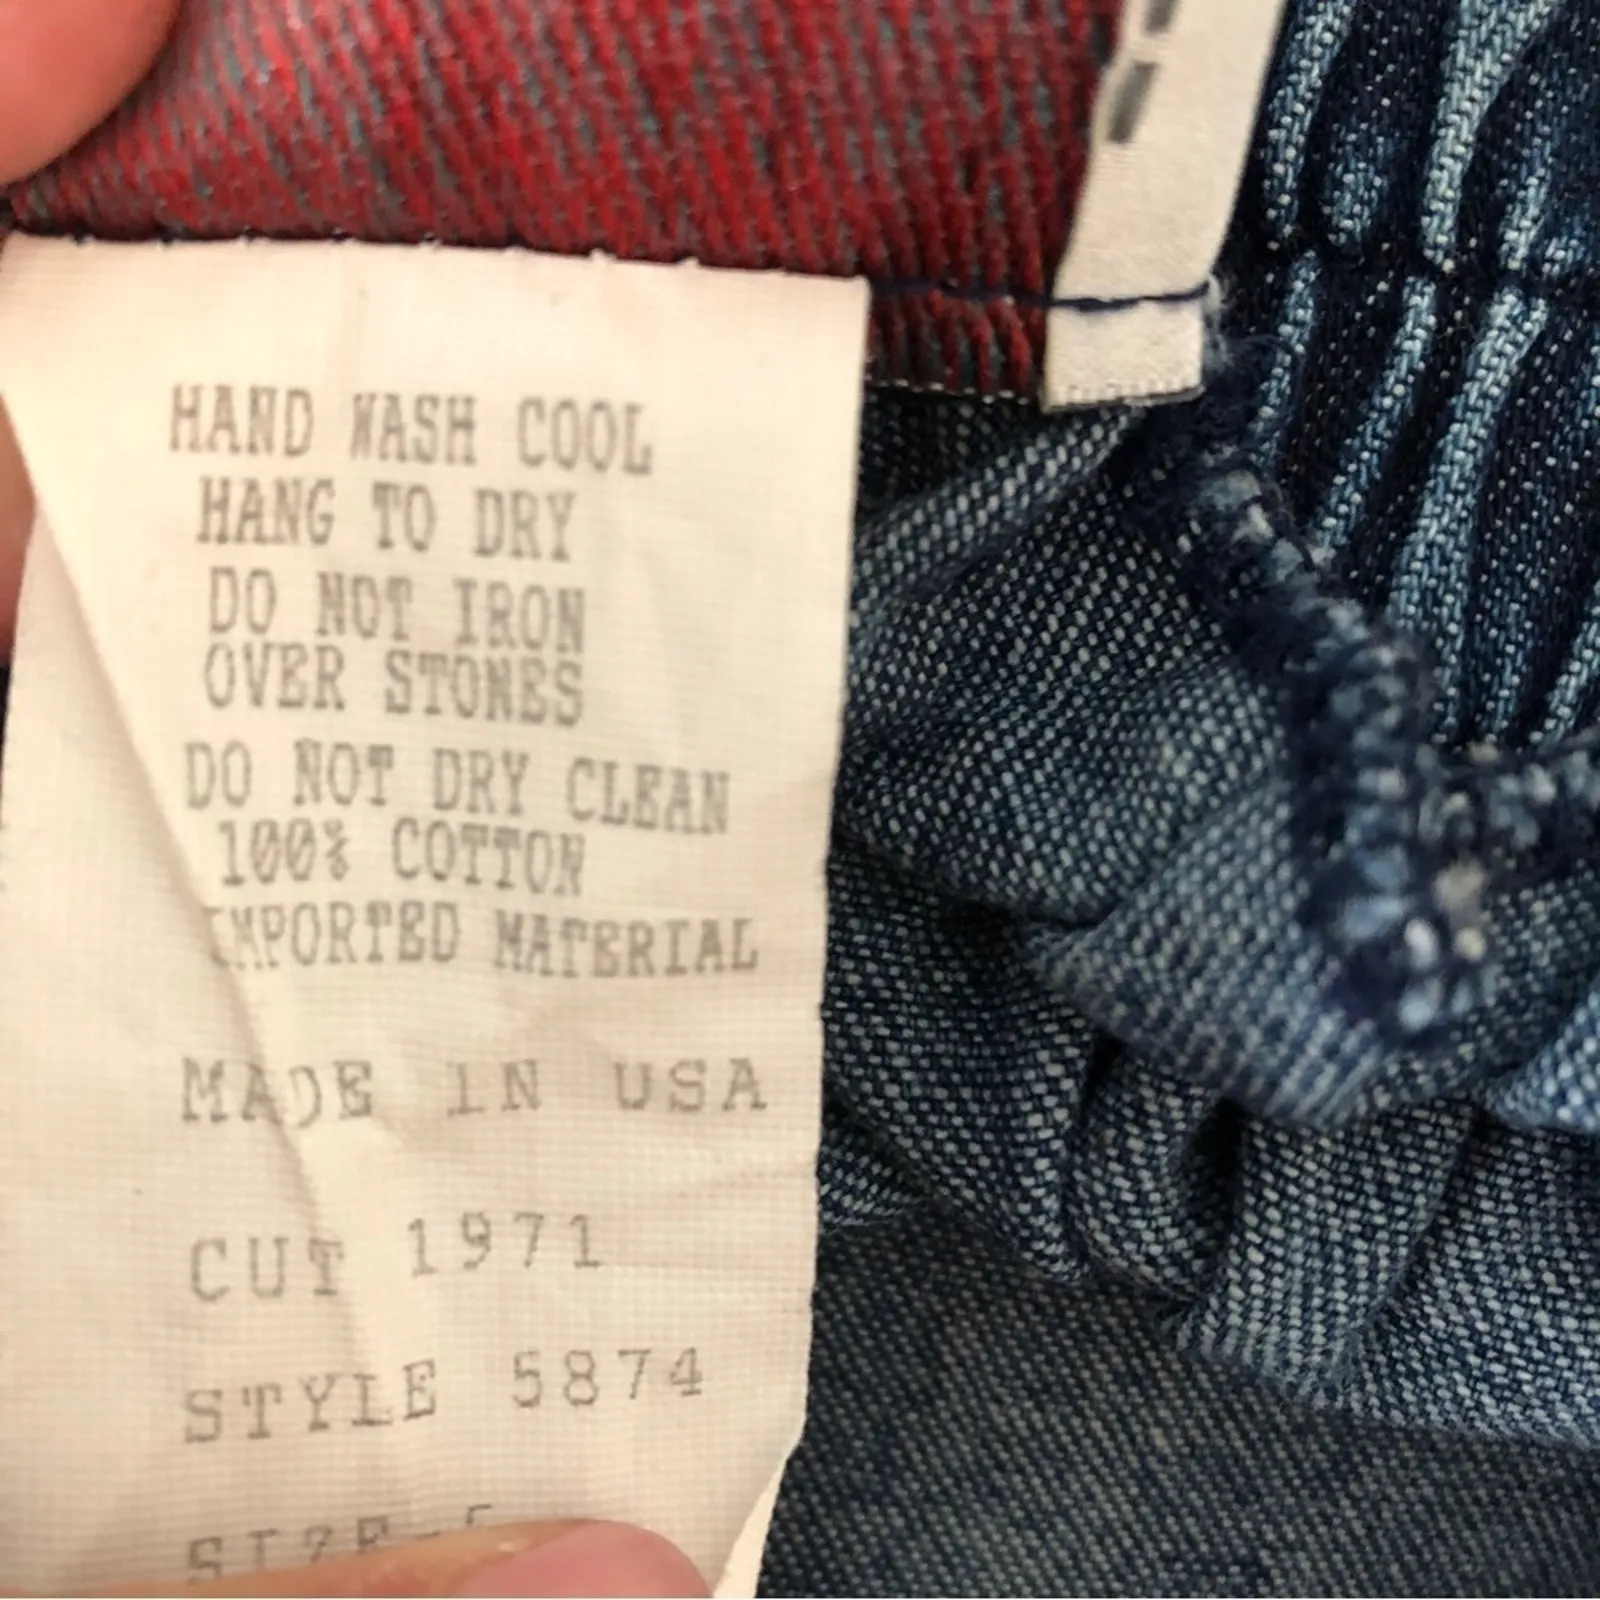 HAND WASH COOL
HANG TO DRY
DO NOT IRON
OVER STONES
DO NOT DRY CLEAN
100% COTTON
IMPORTED MATERIAL
MADE IN USA
CUT 1971
STYLE 5874
SIZE